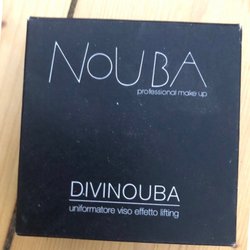 NOUBA
professional make up
DIVINOUBA
uniformatore viso effetto lifting